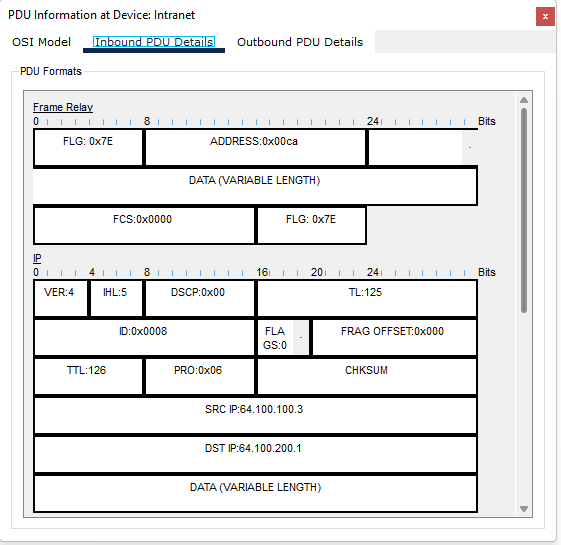 PDU Information at Device: Intranet
x
OSI Model Inbound PDU Details Outbound PDU Details
PDU Formats
Frame Relay
0 8 24 Bits
FLG: 0x7E ADDRESS:0x00ca .
DATA (VARIABLE LENGTH)
FCS:0x0000 FLG: 0x7E
IP
0 4 8 16 20 24 Bits
VER:4 IHL:5 DSCP:0x00 TL:125
ID:0x0008 FLA . FRAG OFFSET:0x000
GS:0
TTL:126 PRO:0x06 CHKSUM
SRC IP:64.100.100.3
DST IP:64.100.200.1
DATA (VARIABLE LENGTH)